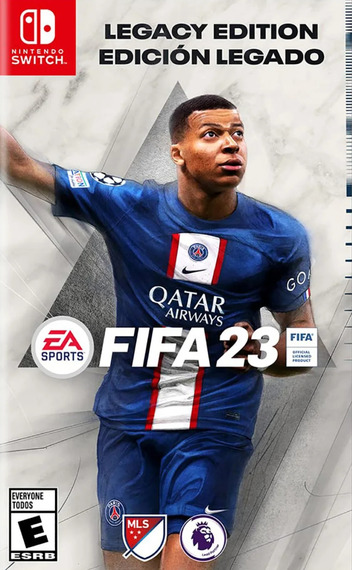 NINTENDO
SWITCH
LEGACY EDITION
EDICIÓN LEGADO
GOA
QATAR
AIRWAYS
EA
SPORTS
FIFA 23
FIFA
OFFICIAL
LICENSED
PRODUCT
EVERYONE
TODOS
E
ESRB
MLS